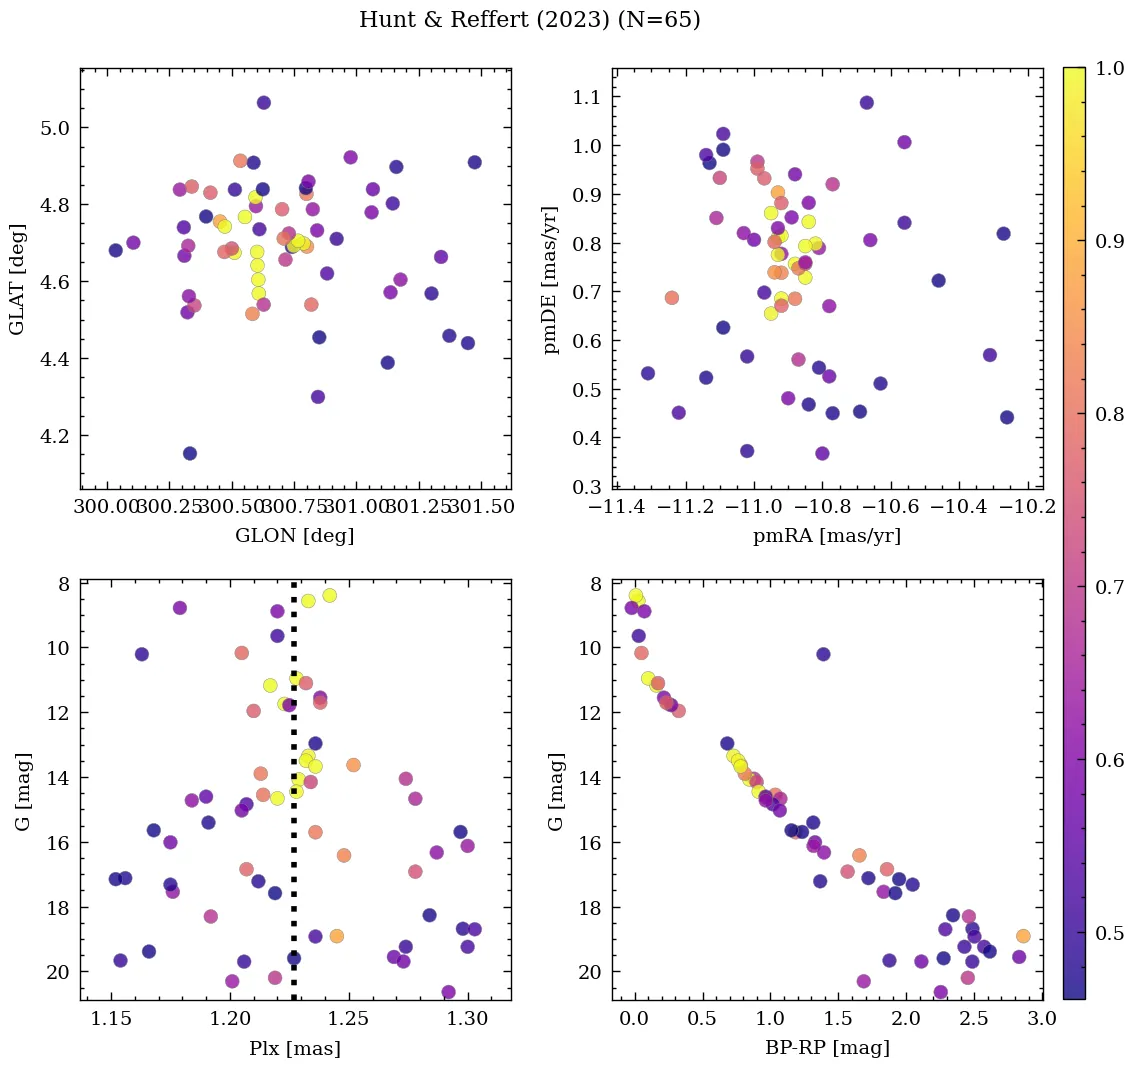 Hunt & Reffert (2023) (N=65)
5.0
4.8
4.6
4.4
4.2
GLAT [deg]
300.00 300.25 300.50 300.75 301.00 301.25 301.50
GLON [deg]
1.1
1.0
0.9
0.8
0.7
0.6
0.5
0.4
0.3
pmDE [mas/yr]
−11.4 −11.2 −11.0 −10.8 −10.6 −10.4 −10.2
pmRA [mas/yr]
1.0
0.9
0.8
0.7
0.6
0.5
8
10
12
14
16
18
20
G [mag]
1.15 1.20 1.25 1.30
Plx [mas]
8
10
12
14
16
18
20
G [mag]
0.0 0.5 1.0 1.5 2.0 2.5 3.0
BP-RP [mag]